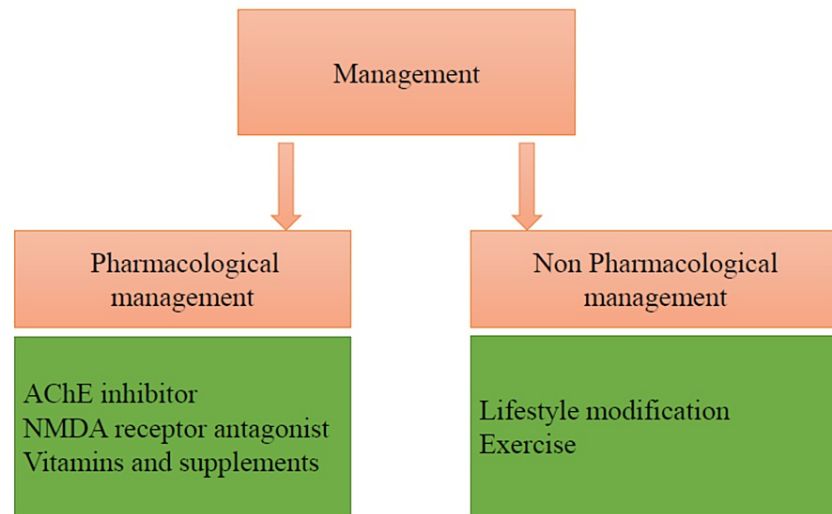 Management
Pharmacological
management
Non Pharmacological
management
AChE inhibitor
NMDA receptor antagonist
Vitamins and supplements
Lifestyle modification
Exercise